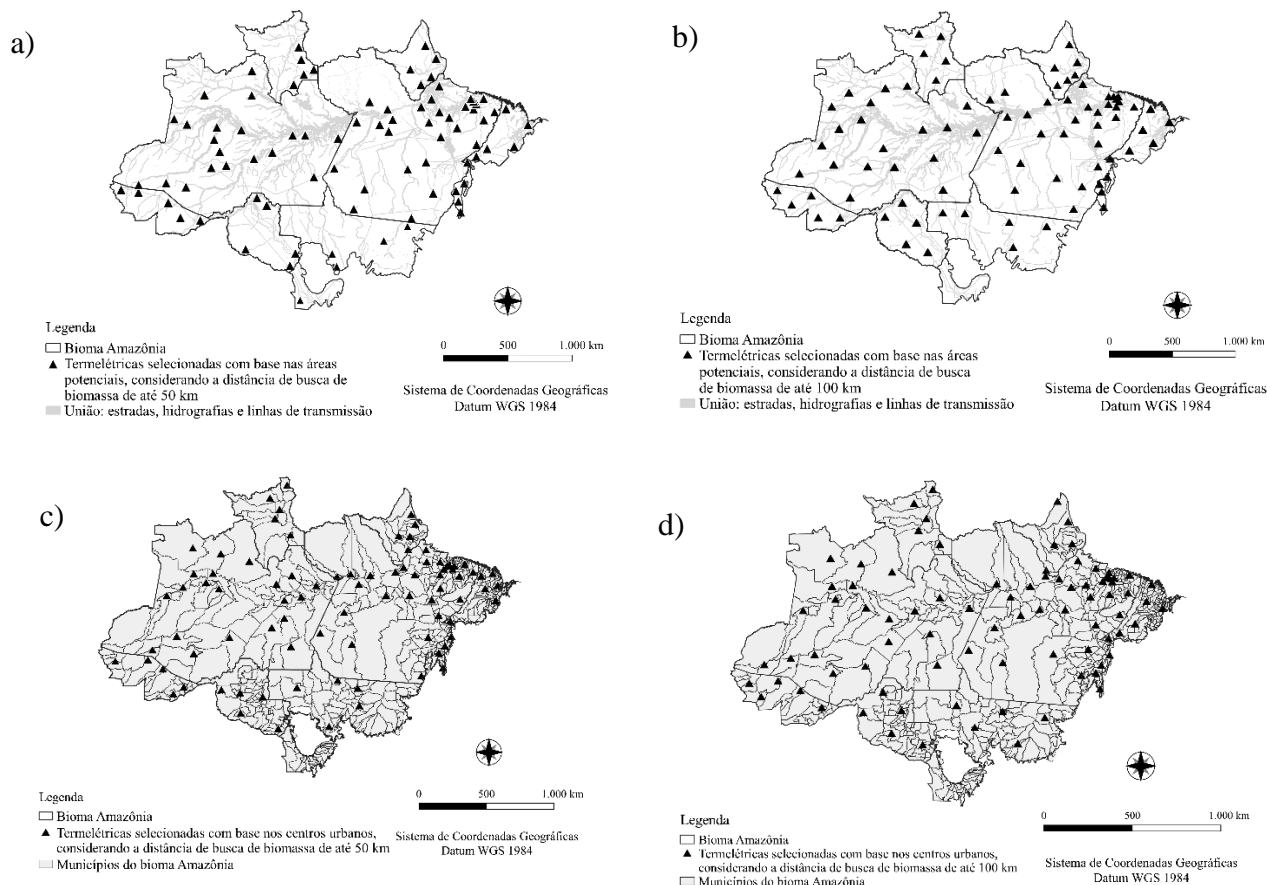 a)
b)
Legenda
Bioma Amazônia
Termelétricas selecionadas com base nas áreas
potenciais, considerando a distância de busca de
biomassa de até 50 km
União: estradas, hidrografias e linhas de transmissão
0 500 1.000 km
Sistema de Coordenadas Geográficas
Datum WGS 1984
Legenda
Bioma Amazônia
Termelétricas selecionadas com base nas áreas
potenciais, considerando a distância de busca
de biomassa de até 100 km
União: estradas, hidrografias e linhas de transmissão
0 500 1.000 km
Sistema de Coordenadas Geográficas
Datum WGS 1984
c)
d)
Legenda
Bioma Amazônia
Termelétricas selecionadas com base nos centros urbanos,
considerando a distância de busca de biomassa de até 50 km
Municípios do bioma Amazônia
0 500 1.000 km
Sistema de Coordenadas Geográficas
Datum WGS 1984
Legenda
Bioma Amazônia
Termelétricas selecionadas com base nos centros urbanos,
considerando a distância de busca de biomassa de até 100 km
Municípios do bioma Amazônia
0 500 1.000 km
Sistema de Coordenadas Geográficas
Datum WGS 1984